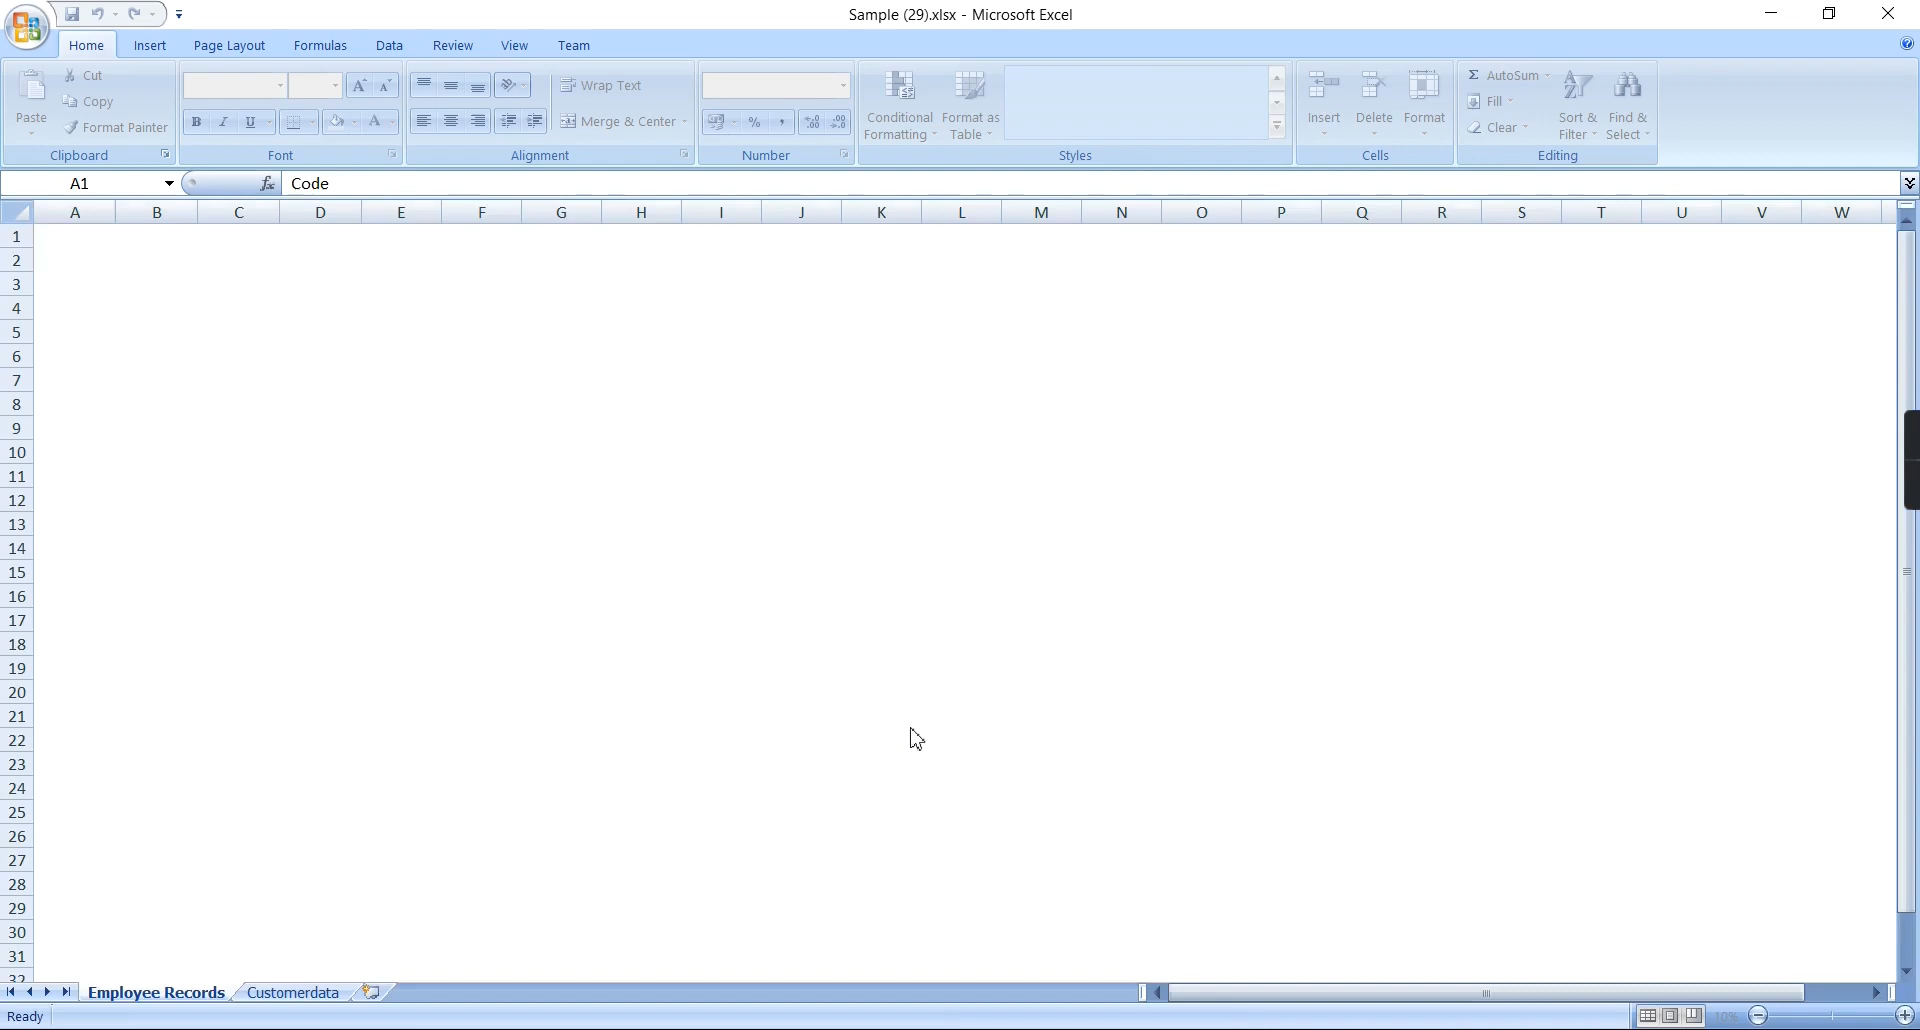 Sample (29).xlsx - Microsoft Excel
Home Insert Page Layout Formulas Data Review View Team
Paste
Cut
Copy
Format Painter
Clipboard
B I U A
Font
Wrap Text
Merge & Center
Alignment
% ,
Number
Conditional Formatting
Format as Table
Styles
Insert Delete Format
Cells
Σ AutoSum
Fill
Clear
Sort & Filter
Find & Select
Editing
A1 fx Code
A B C D E F G H I J K L M N O P Q R S T U V W
1
2
3
4
5
6
7
8
9
10
11
12
13
14
15
16
17
18
19
20
21
22
23
24
25
26
27
28
29
30
31
32
Employee Records Customerdata
Ready 10%